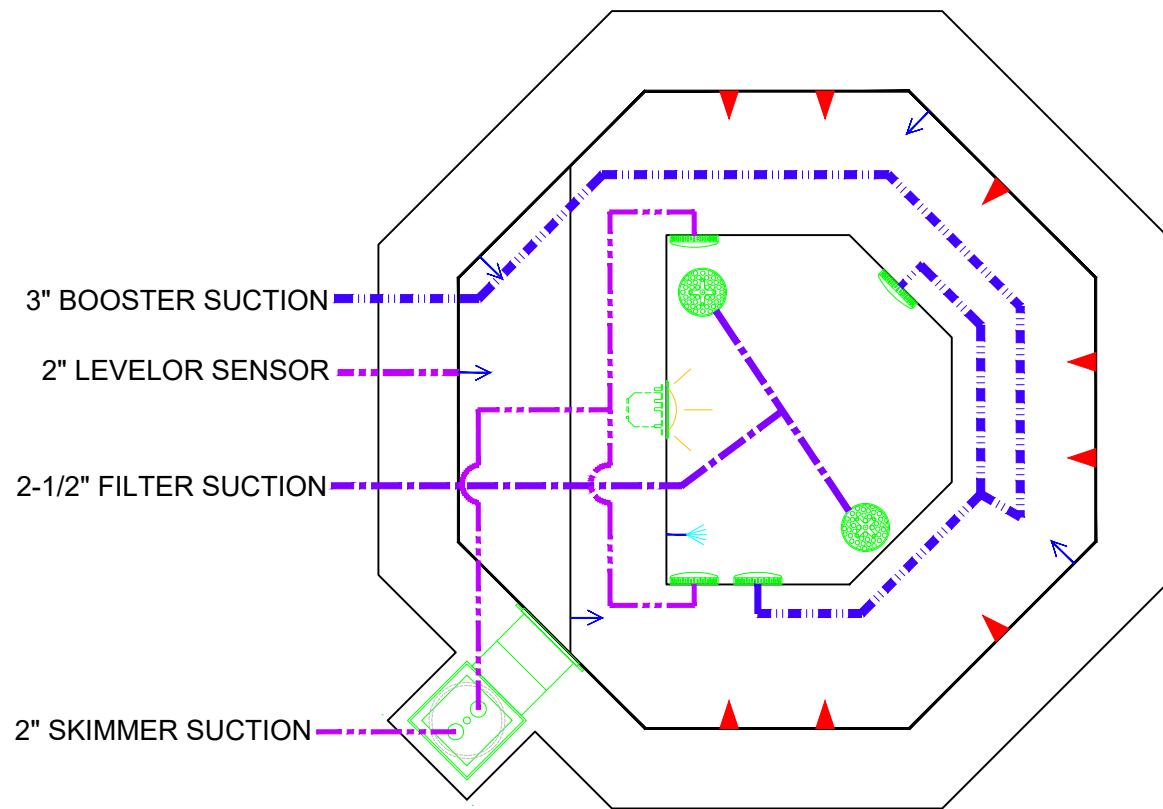 3" BOOSTER SUCTION
2" LEVELOR SENSOR
2-1/2" FILTER SUCTION
2" SKIMMER SUCTION